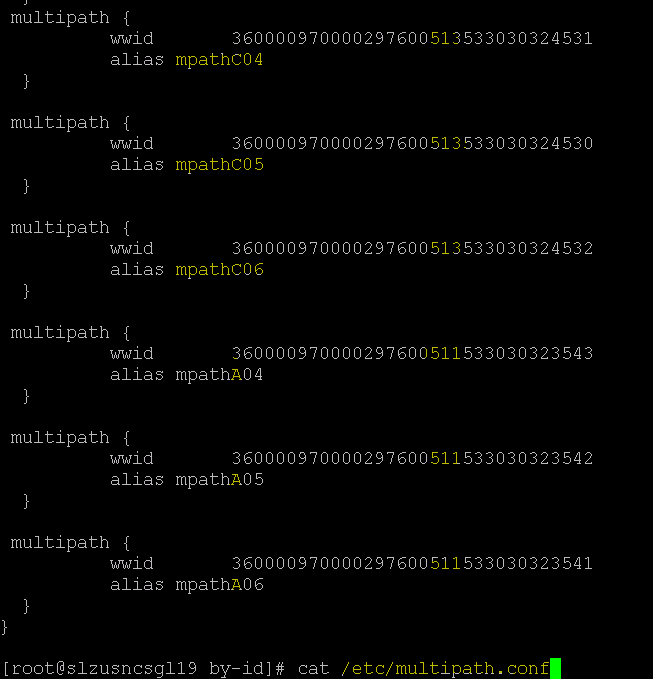 }
multipath {
wwid 360000970000297600513533030324531
alias mpathC04
}
multipath {
wwid 360000970000297600513533030324530
alias mpathC05
}
multipath {
wwid 360000970000297600513533030324532
alias mpathC06
}
multipath {
wwid 360000970000297600511533030323543
alias mpathA04
}
multipath {
wwid 360000970000297600511533030323542
alias mpathA05
}
multipath {
wwid 360000970000297600511533030323541
alias mpathA06
}
}
[root@slzusncsgl19 by-id]# cat /etc/multipath.conf